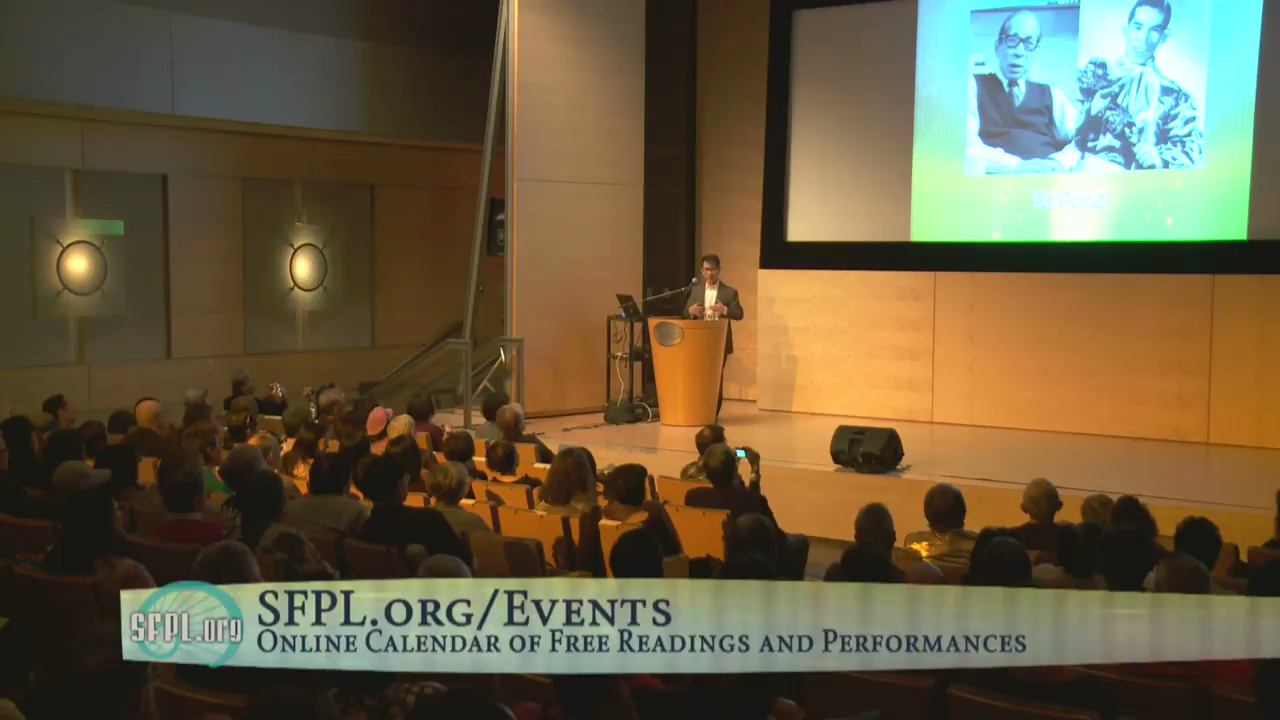 SFPL.org
SFPL.ORG/EVENTS
ONLINE CALENDAR OF FREE READINGS AND PERFORMANCES